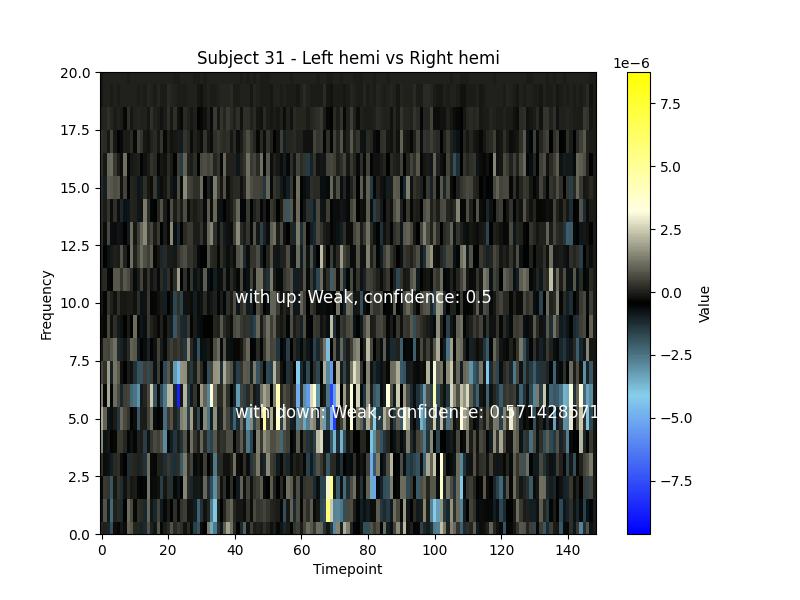 Subject 31 - Left hemi vs Right hemi
1e−6
20.0
17.5
15.0
12.5
10.0
7.5
5.0
2.5
0.0
Frequency
with up: Weak, confidence: 0.5
with down: Weak, confidence: 0.571428571
0 20 40 60 80 100 120 140
Timepoint
7.5
5.0
2.5
0.0
−2.5
−5.0
−7.5
Value